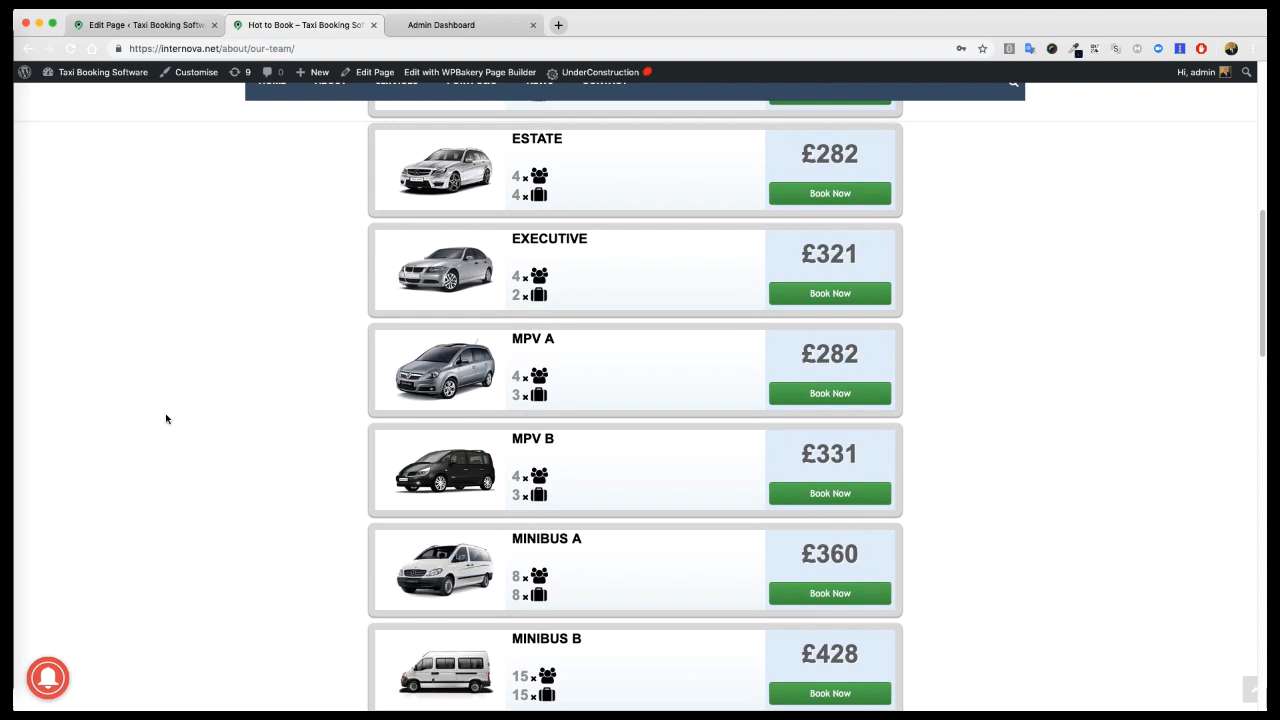 Edit Page ‹ Taxi Booking Softw
Hot to Book – Taxi Booking Sof
Admin Dashboard
https://internova.net/about/our-team/
Taxi Booking Software
Customise
9
0
New
Edit Page
Edit with WPBakery Page Builder
UnderConstruction
Hi, admin
ESTATE
4 ×
4 ×
£282
Book Now
EXECUTIVE
4 ×
2 ×
£321
Book Now
MPV A
4 ×
3 ×
£282
Book Now
MPV B
4 ×
3 ×
£331
Book Now
MINIBUS A
8 ×
8 ×
£360
Book Now
MINIBUS B
15 ×
15 ×
£428
Book Now